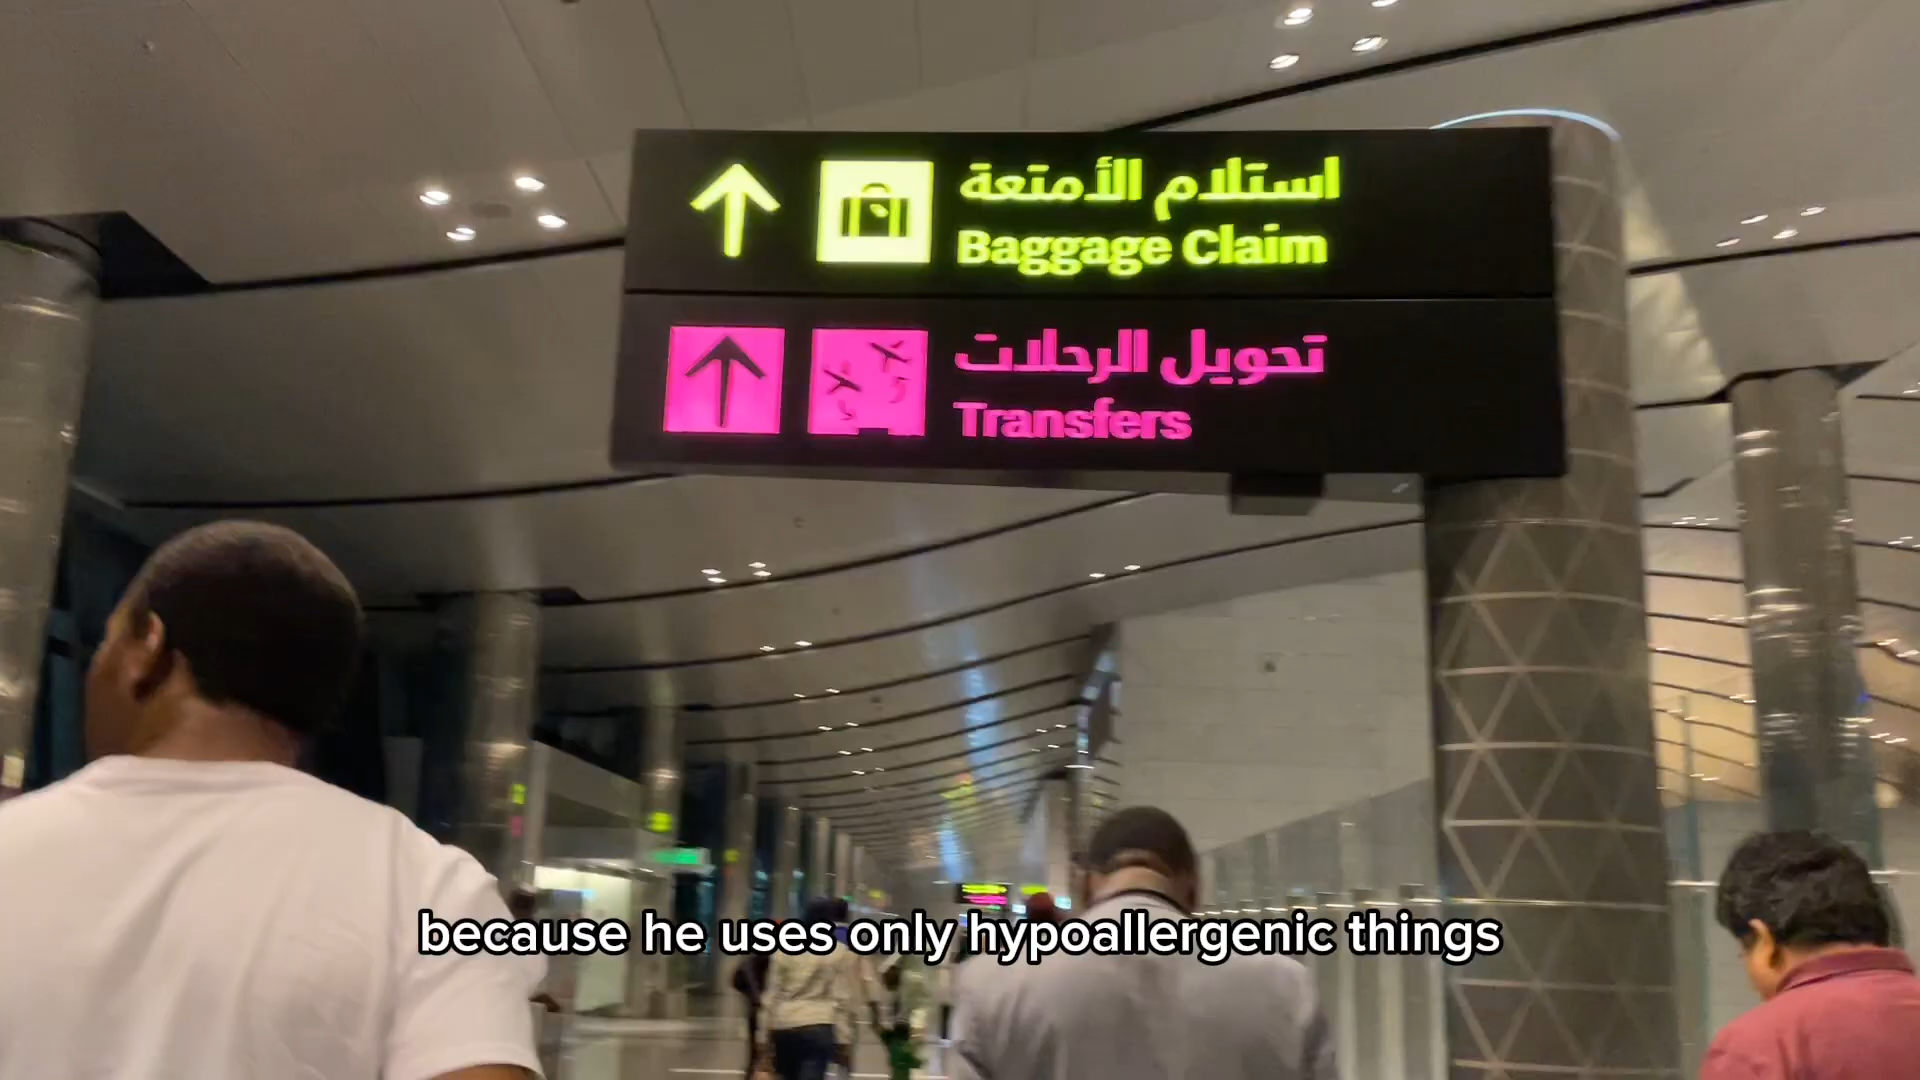 استلام الأمتعة
Baggage Claim
تحويل الرحلات
Transfers
because he uses only hypoallergenic things